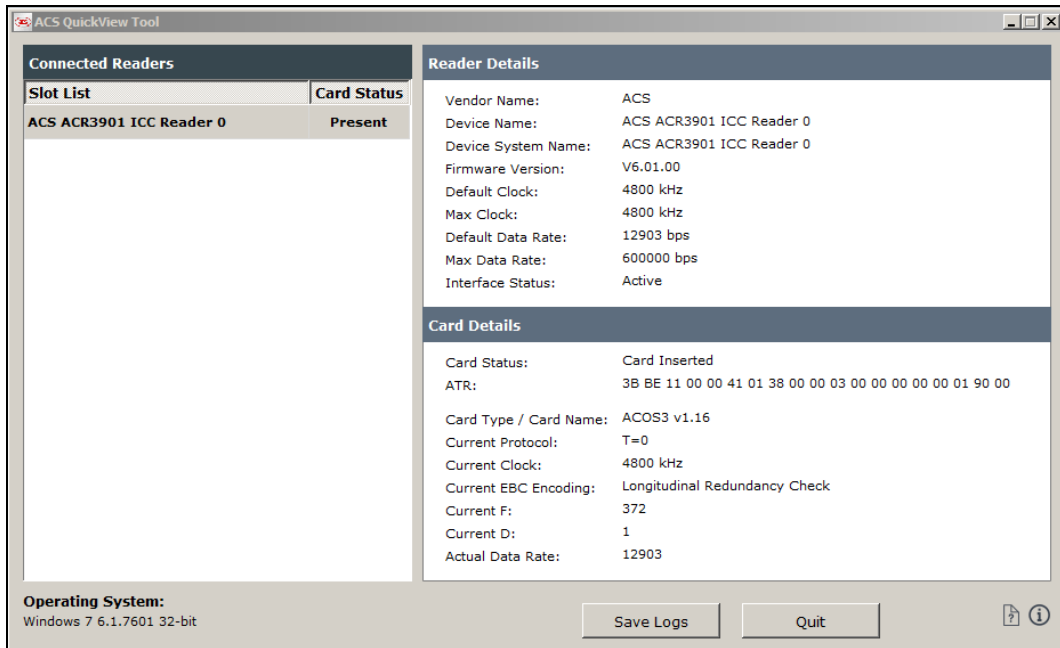 ACS QuickView Tool
Connected Readers
Slot List Card Status
ACS ACR3901 ICC Reader 0 Present
Reader Details
Vendor Name: ACS
Device Name: ACS ACR3901 ICC Reader 0
Device System Name: ACS ACR3901 ICC Reader 0
Firmware Version: V6.01.00
Default Clock: 4800 kHz
Max Clock: 4800 kHz
Default Data Rate: 12903 bps
Max Data Rate: 600000 bps
Interface Status: Active
Card Details
Card Status: Card Inserted
ATR: 3B BE 11 00 00 41 01 38 00 00 03 00 00 00 00 00 01 90 00
Card Type / Card Name: ACOS3 v1.16
Current Protocol: T=0
Current Clock: 4800 kHz
Current EBC Encoding: Longitudinal Redundancy Check
Current F: 372
Current D: 1
Actual Data Rate: 12903
Operating System:
Windows 7 6.1.7601 32-bit
Save Logs Quit